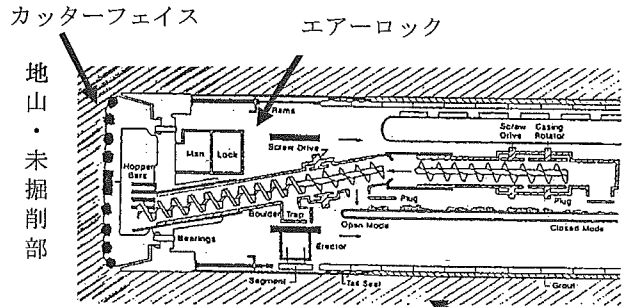 カッターフェイス
エアーロック
地山・未掘削部
Rams
Screw Drive
Screw Drive
Casing Rotator
Man Lock
Hopper Bars
Boulder Trap
Plug
Plug
Open Mode
Closed Mode
Bearings
Erector
Segment
Tail Seal
Grout